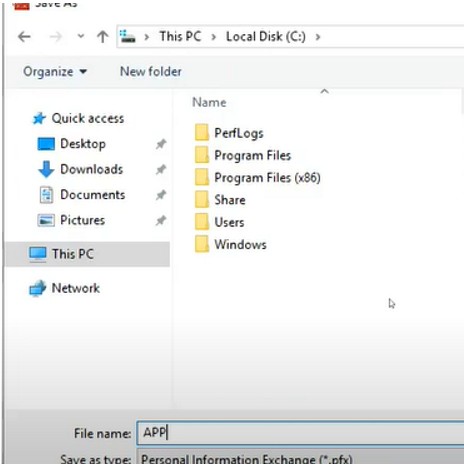 Save As
This PC > Local Disk (C:) >
Organize New folder
Name
Quick access
Desktop
Downloads
Documents
Pictures
This PC
Network
PerfLogs
Program Files
Program Files (x86)
Share
Users
Windows
File name: APP
Save as type: Personal Information Exchange (*.pfx)